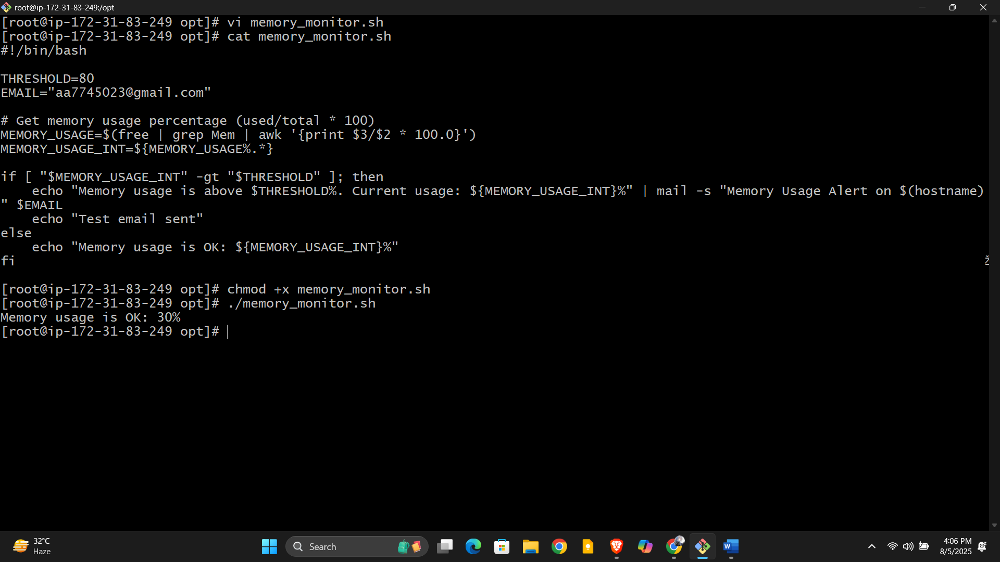 root@ip-172-31-83-249:/opt
[root@ip-172-31-83-249 opt]# vi memory_monitor.sh
[root@ip-172-31-83-249 opt]# cat memory_monitor.sh
#!/bin/bash
THRESHOLD=80
EMAIL="aa7745023@gmail.com"
# Get memory usage percentage (used/total * 100)
MEMORY_USAGE=$(free | grep Mem | awk '{print $3/$2 * 100.0}')
MEMORY_USAGE_INT=${MEMORY_USAGE%.*}
if [ "$MEMORY_USAGE_INT" -gt "$THRESHOLD" ]; then
    echo "Memory usage is above $THRESHOLD%. Current usage: ${MEMORY_USAGE_INT}%" | mail -s "Memory Usage Alert on $(hostname)
" $EMAIL
    echo "Test email sent"
else
    echo "Memory usage is OK: ${MEMORY_USAGE_INT}%"
fi
[root@ip-172-31-83-249 opt]# chmod +x memory_monitor.sh
[root@ip-172-31-83-249 opt]# ./memory_monitor.sh
Memory usage is OK: 30%
[root@ip-172-31-83-249 opt]#
32°C
Haze
Search
4:06 PM
8/5/2025